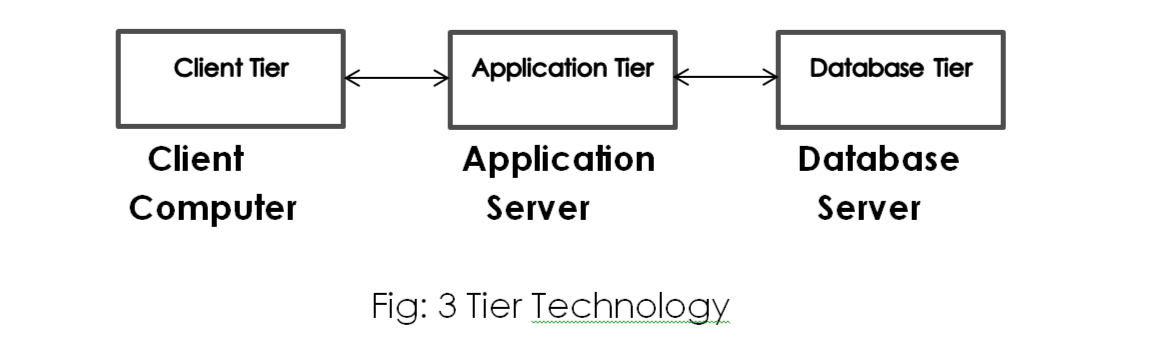 Client Tier
Application Tier
Database Tier
Client
Computer
Application
Server
Database
Server
Fig: 3 Tier Technology